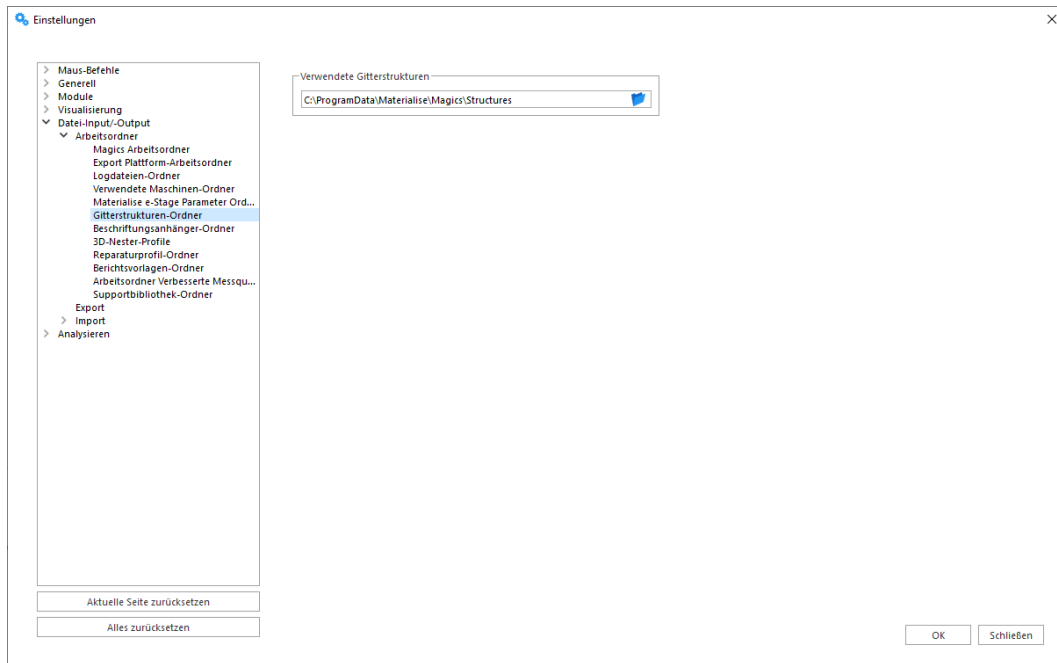 Einstellungen
Maus-Befehle
Generell
Module
Visualisierung
Datei-Input/-Output
Arbeitsordner
Magics Arbeitsordner
Export Plattform-Arbeitsordner
Logdateien-Ordner
Verwendete Maschinen-Ordner
Materialise e-Stage Parameter Ord...
Gitterstrukturen-Ordner
Beschriftungsanhänger-Ordner
3D-Nester-Profile
Reparaturprofil-Ordner
Berichtsvorlagen-Ordner
Arbeitsordner Verbesserte Messqu...
Supportbibliothek-Ordner
Export
Import
Analysieren
Aktuelle Seite zurücksetzen
Alles zurücksetzen
Verwendete Gitterstrukturen
C:\ProgramData\Materialise\Magics\Structures
OK
Schließen